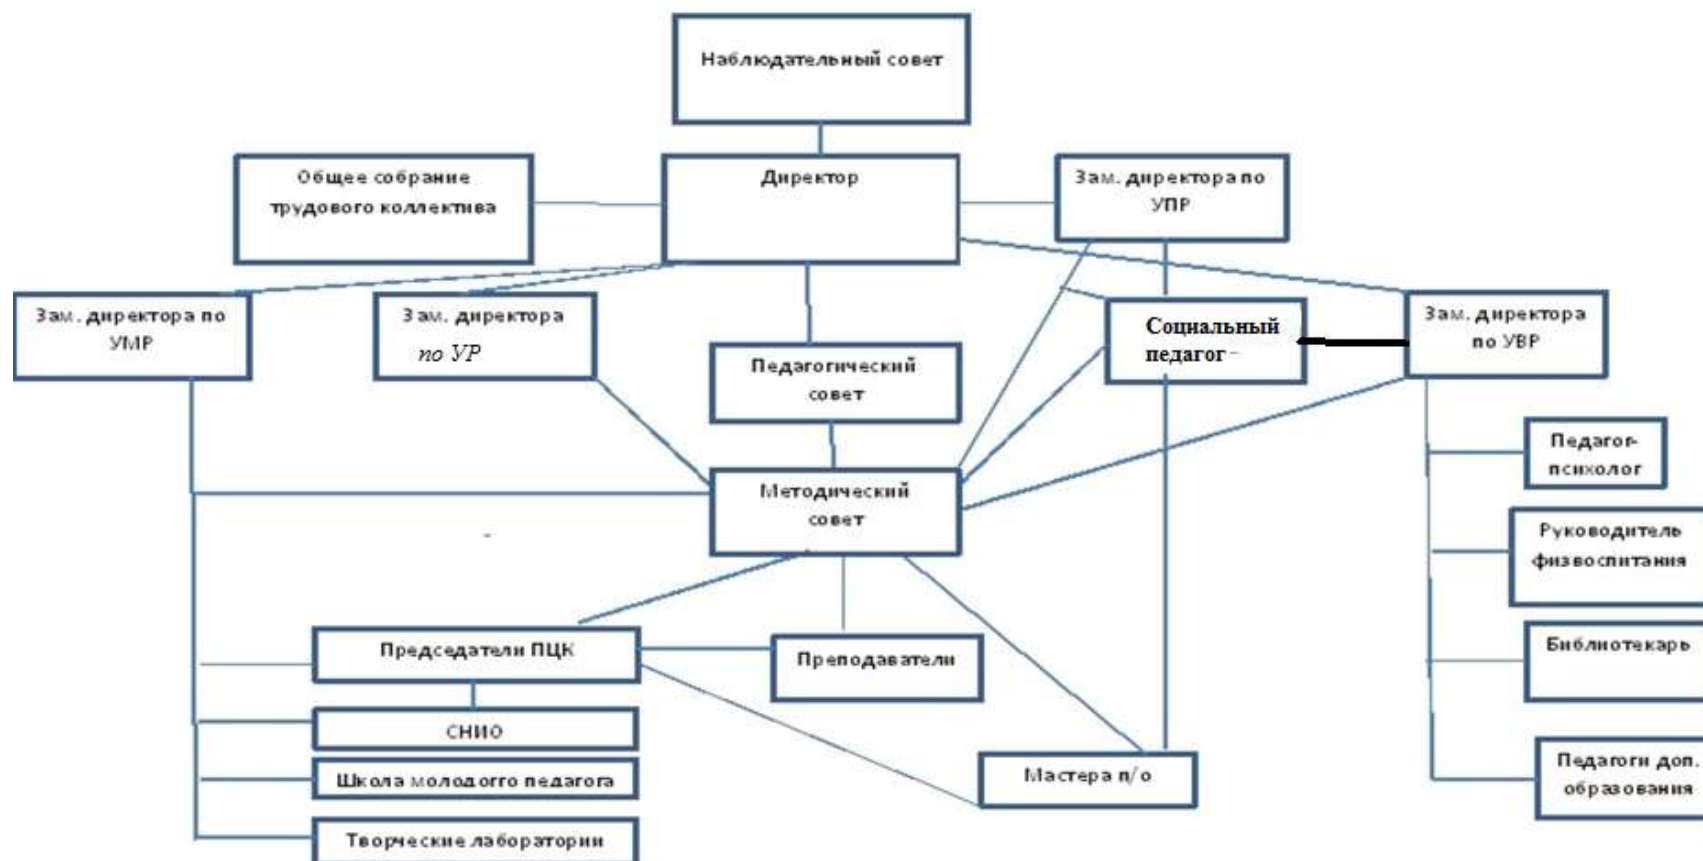 Наблюдательный совет
Общее собрание
трудового коллектива
Директор
Зам. директора по
УПР
Зам. директора по
УМР
Зам. директора
по УР
Педагогический
совет
Социальный
педагог –
Зам. директора
по УВР
Методический
совет
Педагог-
психолог
Руководитель
физвоспитания
Библиотекарь
Педагоги доп.
образования
Председатели ПЦК
Преподаватели
СНИО
Школа молодогго педагога
Творческие лаборатории
Мастера п/о